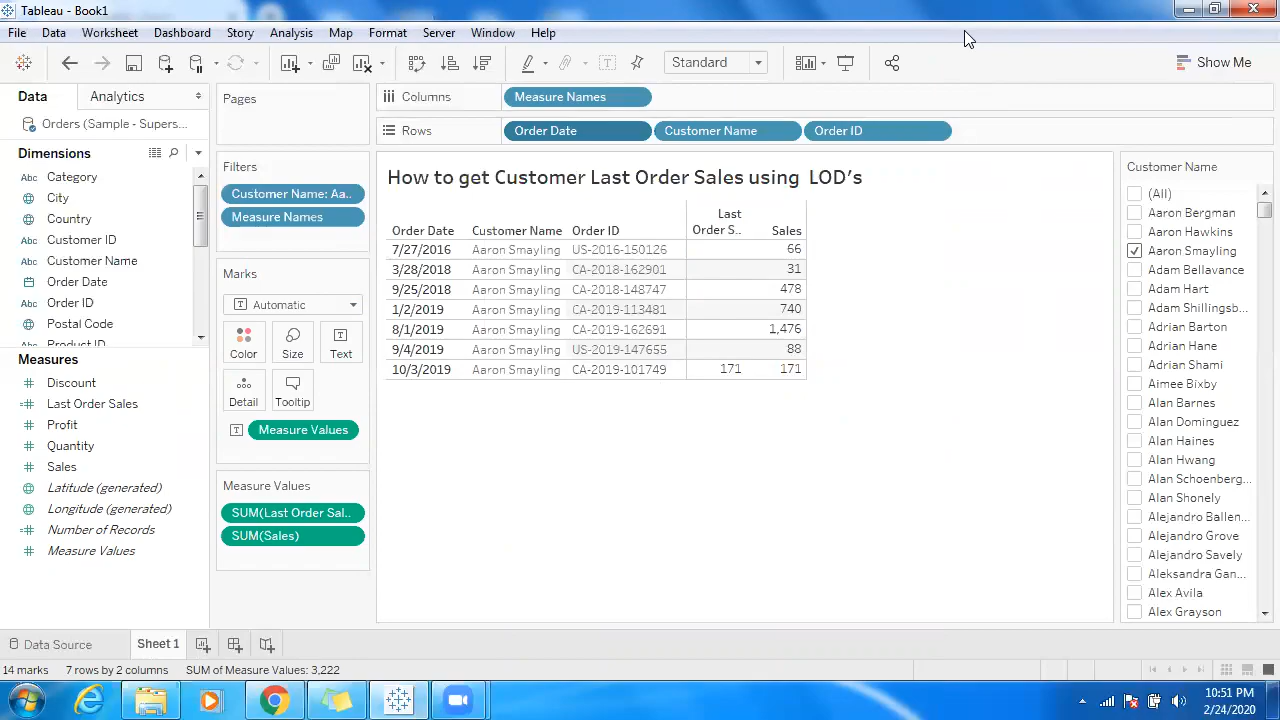 Tableau - Book1
File Data Worksheet Dashboard Story Analysis Map Format Server Window Help
Standard
Show Me
Data Analytics
Orders (Sample - Supers...
Dimensions
Abc Category
City
Country
Abc Customer ID
Abc Customer Name
Order Date
Abc Order ID
Postal Code
Abc Product ID
Measures
Discount
Last Order Sales
Profit
Quantity
Sales
Latitude (generated)
Longitude (generated)
Number of Records
Measure Values
Pages
Filters
Customer Name: Aa..
Measure Names
Marks
Automatic
Color Size Text
Detail Tooltip
Measure Values
Measure Values
SUM(Last Order Sal..
SUM(Sales)
Columns Measure Names
Rows Order Date Customer Name Order ID
How to get Customer Last Order Sales using LOD's
Last
Order Date Customer Name Order ID Order S.. Sales
7/27/2016 Aaron Smayling US-2016-150126 66
3/28/2018 Aaron Smayling CA-2018-162901 31
9/25/2018 Aaron Smayling CA-2018-148747 478
1/2/2019 Aaron Smayling CA-2019-113481 740
8/1/2019 Aaron Smayling CA-2019-162691 1,476
9/4/2019 Aaron Smayling US-2019-147655 88
10/3/2019 Aaron Smayling CA-2019-101749 171 171
Customer Name
(All)
Aaron Bergman
Aaron Hawkins
Aaron Smayling
Adam Bellavance
Adam Hart
Adam Shillingsb...
Adrian Barton
Adrian Hane
Adrian Shami
Aimee Bixby
Alan Barnes
Alan Dominguez
Alan Haines
Alan Hwang
Alan Schoenberg...
Alan Shonely
Alejandro Ballen...
Alejandro Grove
Alejandro Savely
Aleksandra Gan...
Alex Avila
Alex Grayson
Data Source Sheet 1
14 marks 7 rows by 2 columns SUM of Measure Values: 3,222
10:51 PM
2/24/2020